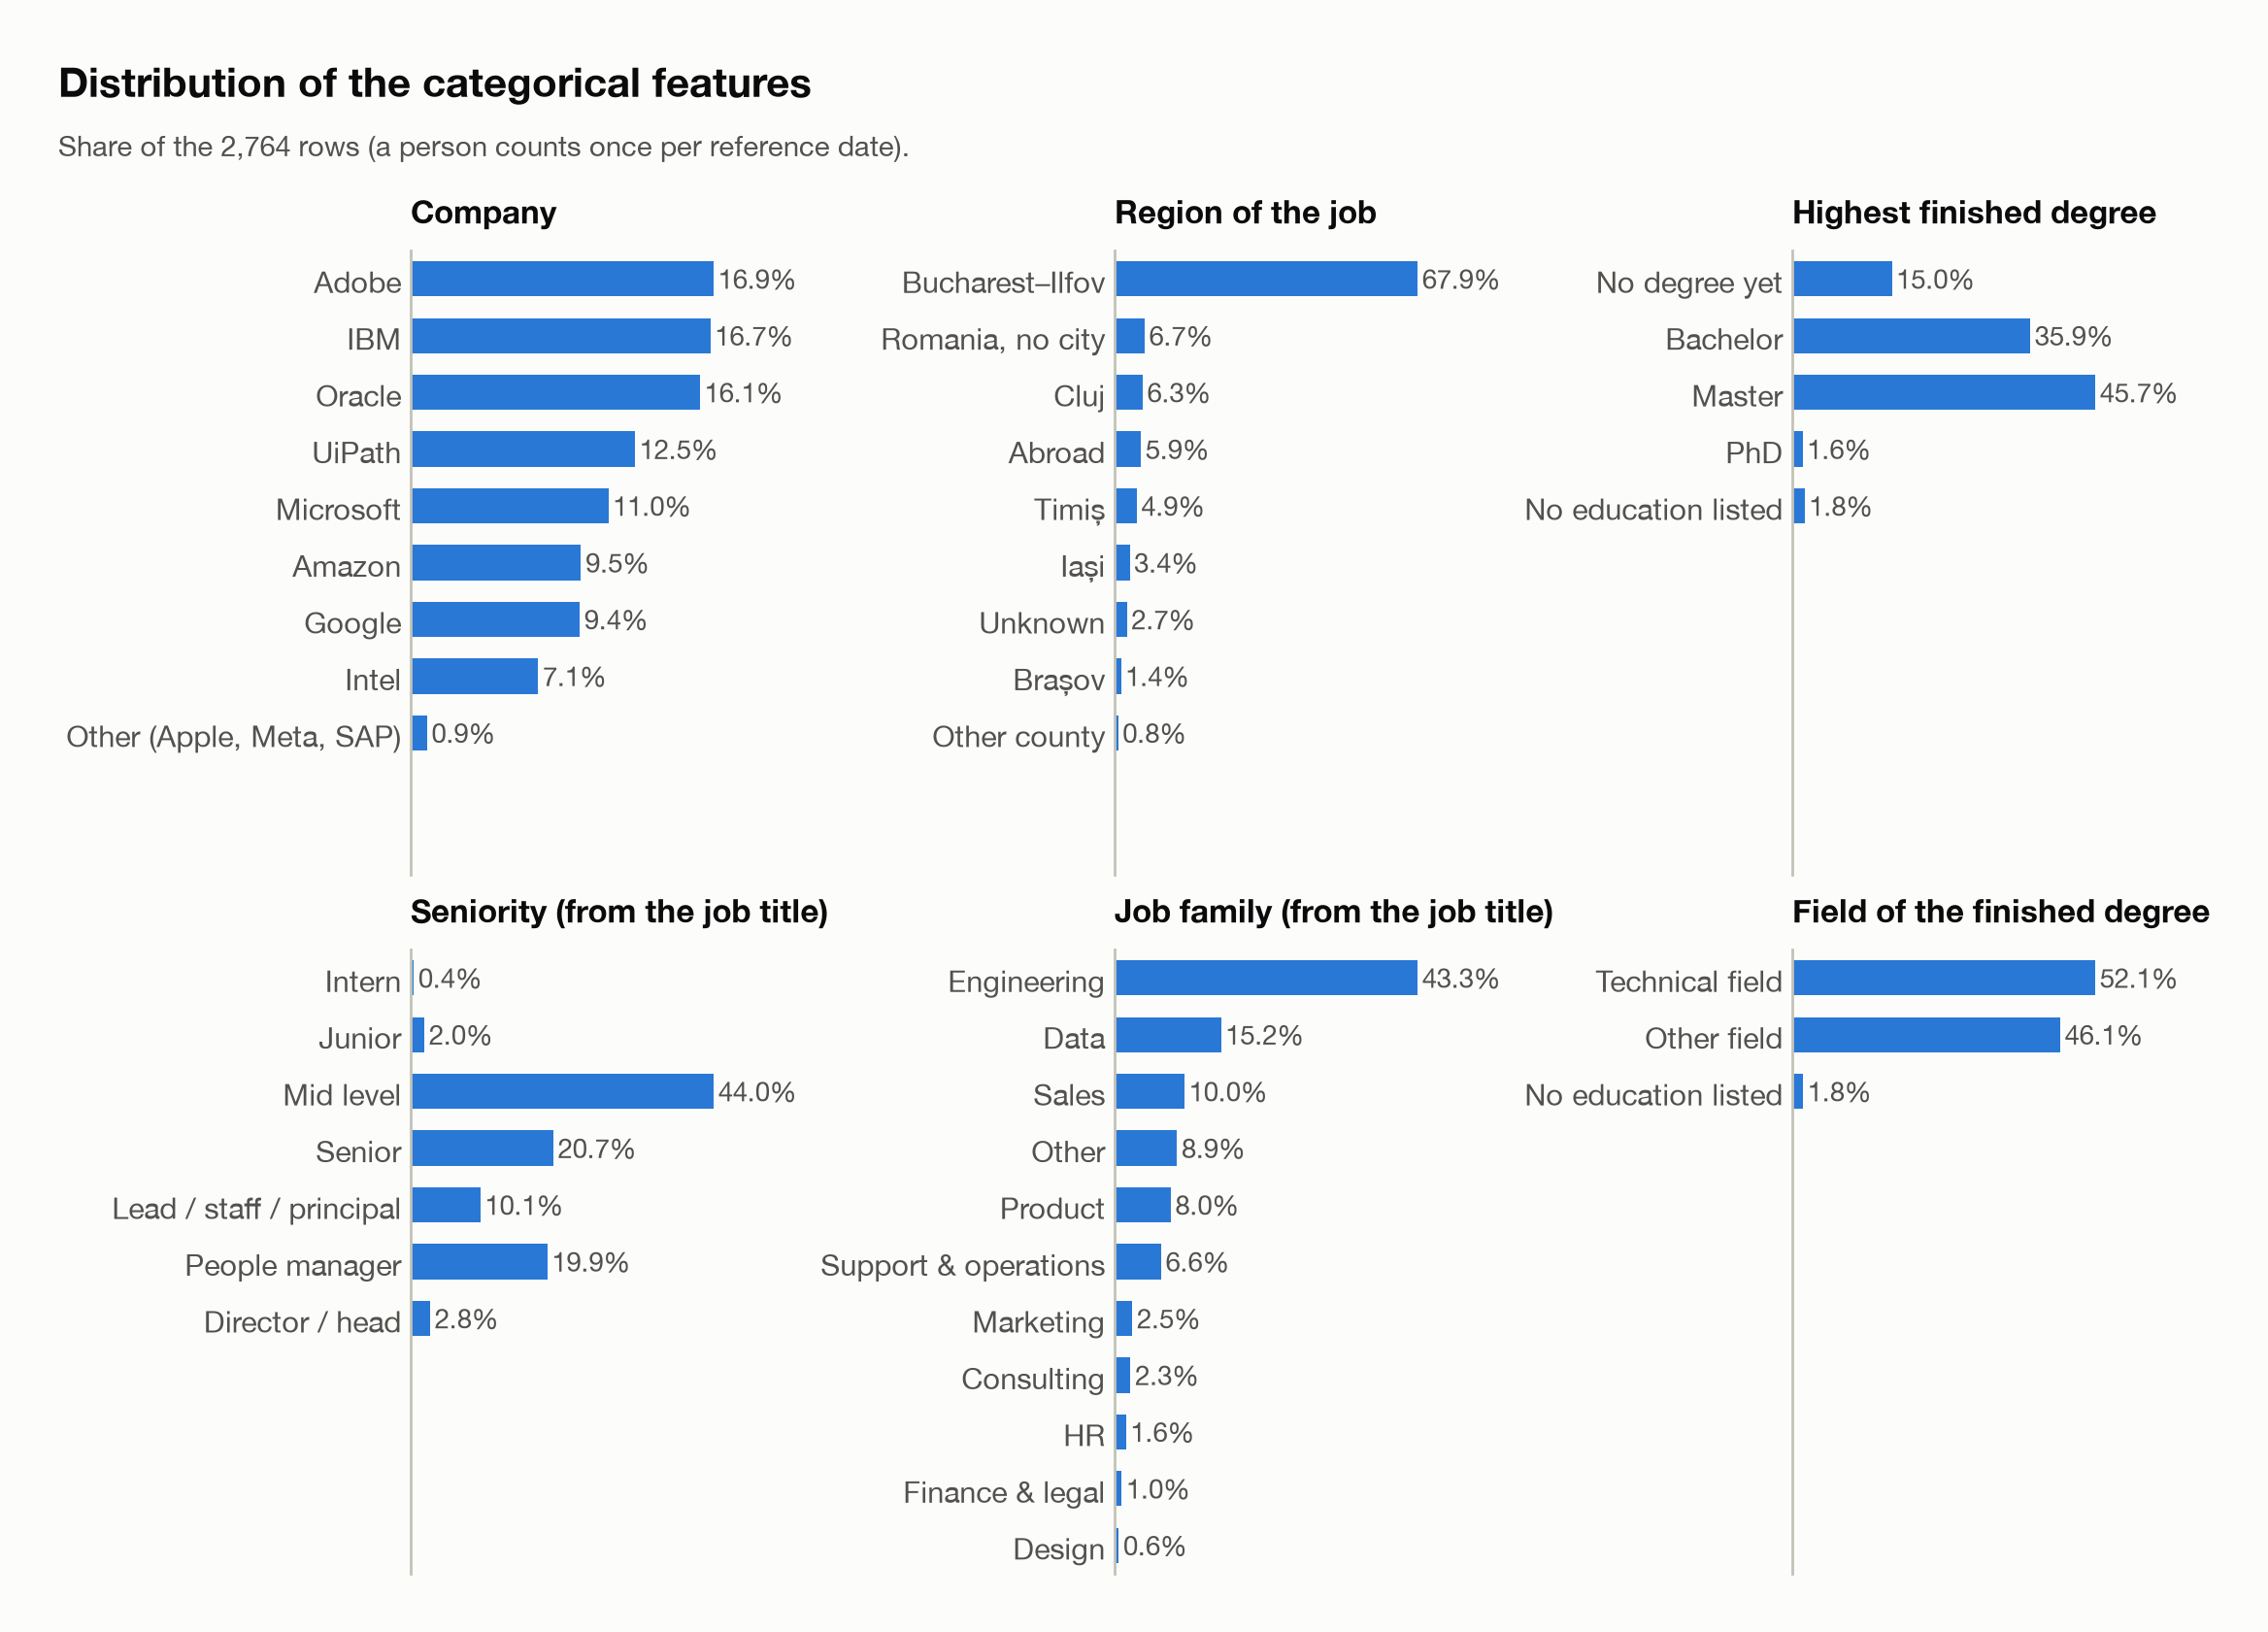 Distribution of the categorical features
Share of the 2,764 rows (a person counts once per reference date).
Company
Adobe 16.9%
IBM 16.7%
Oracle 16.1%
UiPath 12.5%
Microsoft 11.0%
Amazon 9.5%
Google 9.4%
Intel 7.1%
Other (Apple, Meta, SAP) 0.9%
Region of the job
Bucharest–Ilfov 67.9%
Romania, no city 6.7%
Cluj 6.3%
Abroad 5.9%
Timiș 4.9%
Iași 3.4%
Unknown 2.7%
Brașov 1.4%
Other county 0.8%
Highest finished degree
No degree yet 15.0%
Bachelor 35.9%
Master 45.7%
PhD 1.6%
No education listed 1.8%
Seniority (from the job title)
Intern 0.4%
Junior 2.0%
Mid level 44.0%
Senior 20.7%
Lead / staff / principal 10.1%
People manager 19.9%
Director / head 2.8%
Job family (from the job title)
Engineering 43.3%
Data 15.2%
Sales 10.0%
Other 8.9%
Product 8.0%
Support & operations 6.6%
Marketing 2.5%
Consulting 2.3%
HR 1.6%
Finance & legal 1.0%
Design 0.6%
Field of the finished degree
Technical field 52.1%
Other field 46.1%
No education listed 1.8%